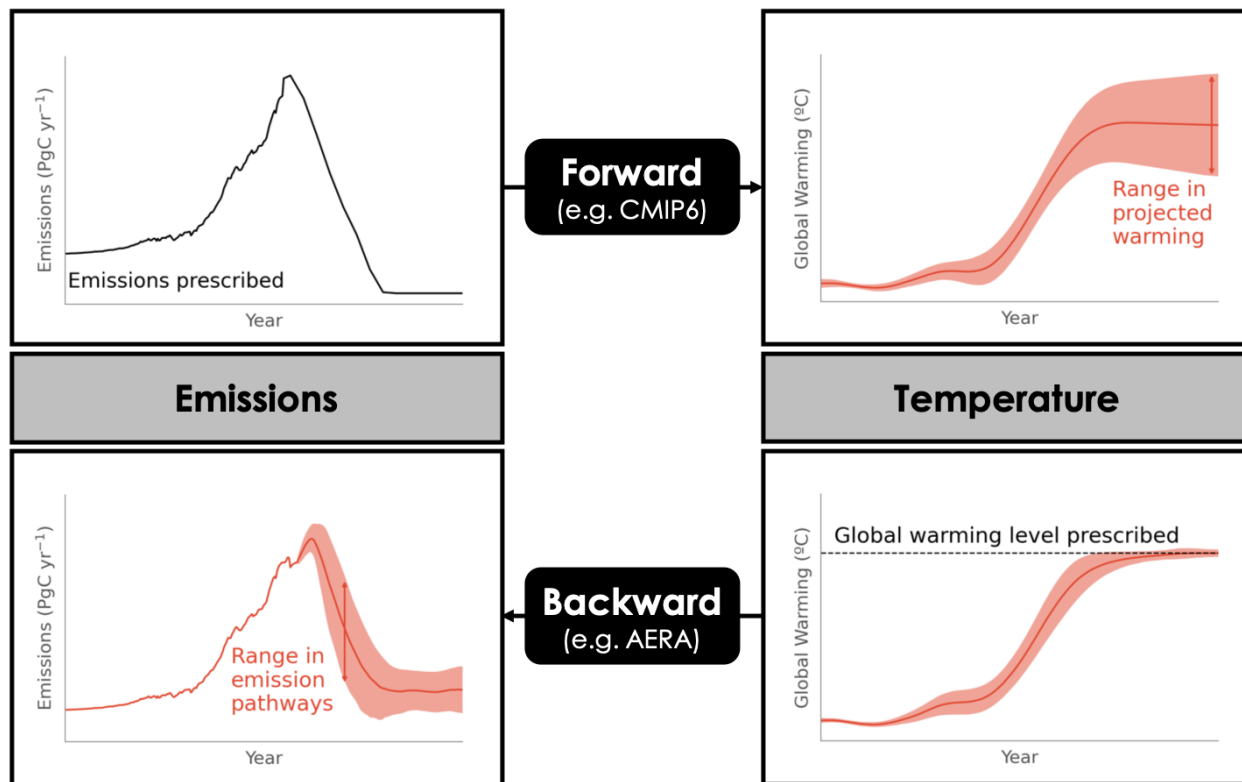 Emissions (PgC yr⁻¹)
Emissions prescribed
Year
Forward
(e.g. CMIP6)
Global Warming (ºC)
Range in
projected
warming
Year
Emissions
Temperature
Emissions (PgC yr⁻¹)
Range in
emission
pathways
Year
Backward
(e.g. AERA)
Global Warming (ºC)
Global warming level prescribed
Year